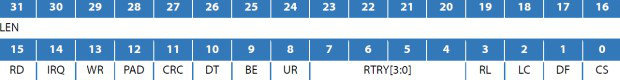 31 30 29 28 27 26 25 24 23 22 21 20 19 18 17 16
LEN
15 14 13 12 11 10 9 8 7 6 5 4 3 2 1 0
RD IRQ WR PAD CRC DT BE UR RTRY[3:0] RL LC DF CS